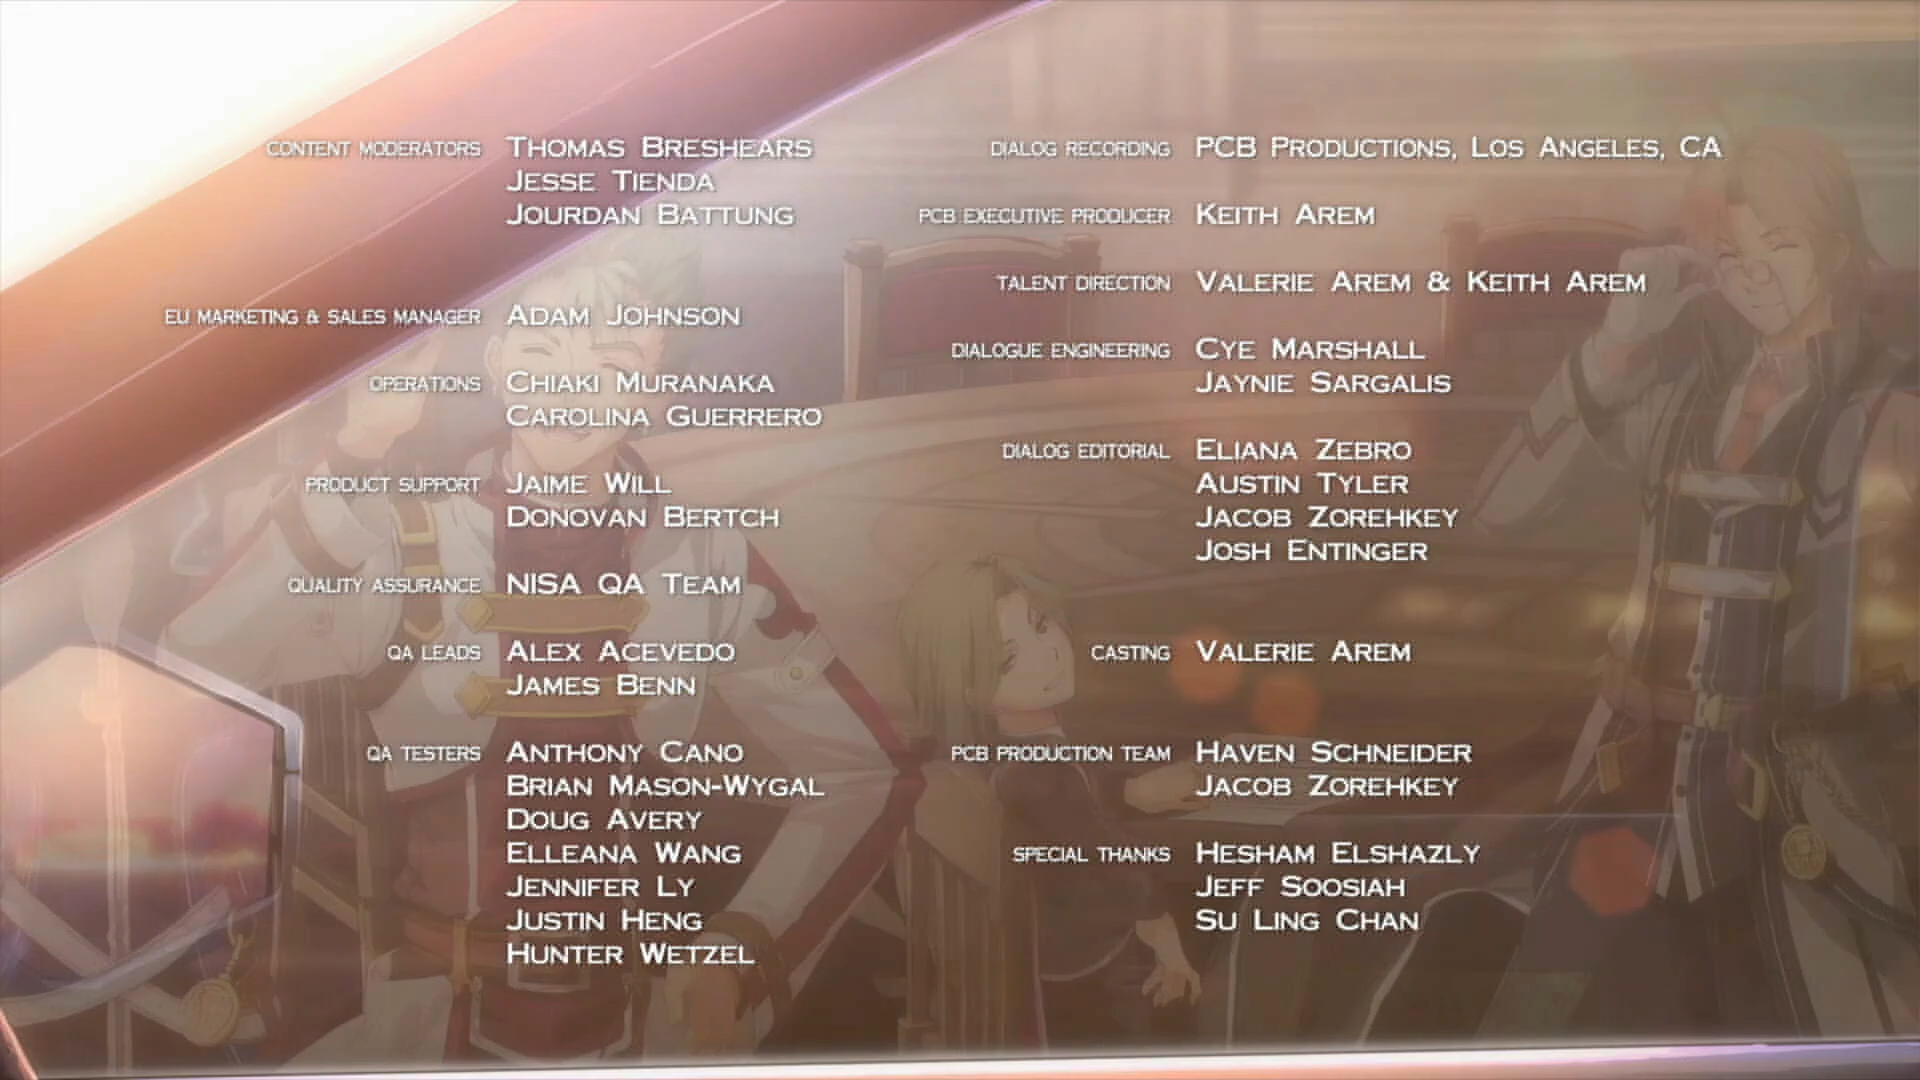 CONTENT MODERATORS THOMAS BRESHEARS
JESSE TIENDA
JOURDAN BATTUNG
EU MARKETING & SALES MANAGER ADAM JOHNSON
OPERATIONS CHIAKI MURANAKA
CAROLINA GUERRERO
PRODUCT SUPPORT JAIME WILL
DONOVAN BERTCH
QUALITY ASSURANCE NISA QA TEAM
QA LEADS ALEX ACEVEDO
JAMES BENN
QA TESTERS ANTHONY CANO
BRIAN MASON-WYGAL
DOUG AVERY
ELLEANA WANG
JENNIFER LY
JUSTIN HENG
HUNTER WETZEL
DIALOG RECORDING PCB PRODUCTIONS, LOS ANGELES, CA
PCB EXECUTIVE PRODUCER KEITH AREM
TALENT DIRECTION VALERIE AREM & KEITH AREM
DIALOGUE ENGINEERING CYE MARSHALL
JAYNIE SARGALIS
DIALOG EDITORIAL ELIANA ZEBRO
AUSTIN TYLER
JACOB ZOREHKEY
JOSH ENTINGER
CASTING VALERIE AREM
PCB PRODUCTION TEAM HAVEN SCHNEIDER
JACOB ZOREHKEY
SPECIAL THANKS HESHAM ELSHAZLY
JEFF SOOSIAH
SU LING CHAN